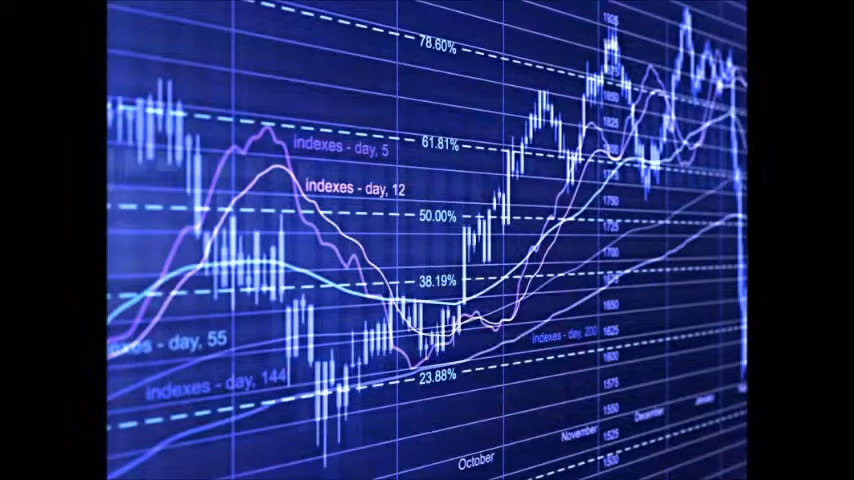 1925
78.60%
1875
1850
1825
61.81%
indexes - day, 5
indexes - day, 12
1750
50.00%
1725
1700
1675
38.19%
1650
1625
indexes - day, 200
indexes - day, 55
1600
23.88%
indexes - day, 144
1575
1550
January
December
November
1525
October
1500